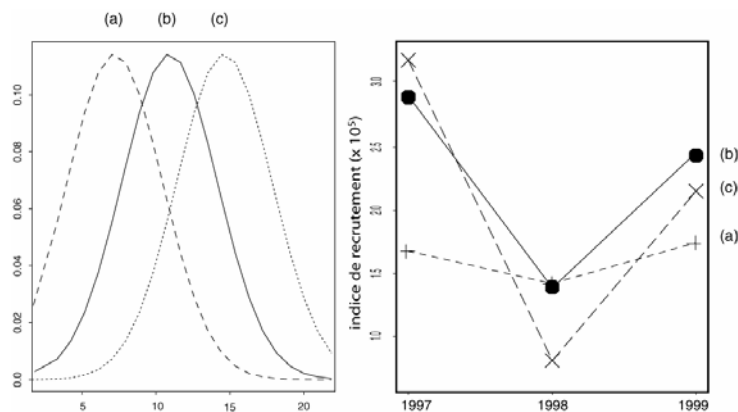 (a) (b) (c)
0.10
0.08
0.06
0.04
0.02
0.0
5 10 15 20
indice de recrutement (x 10⁵)
3.0
2.5
2.0
1.5
1.0
1997 1998 1999
(b)
(c)
(a)